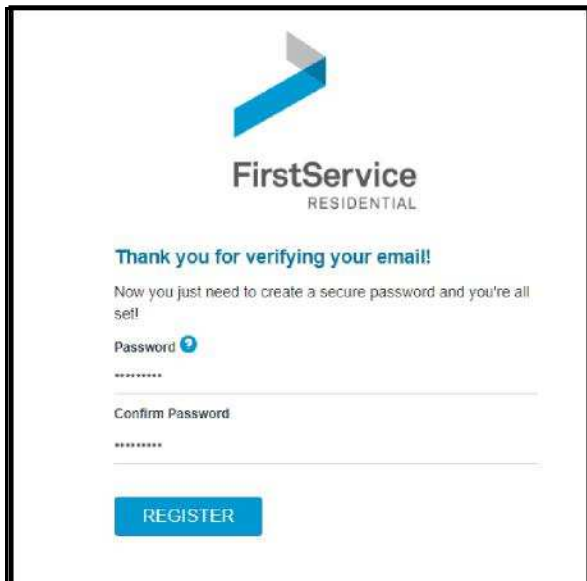 FirstService
RESIDENTIAL
Thank you for verifying your email!
Now you just need to create a secure password and you're all
set!
Password ?
•••••••••
Confirm Password
•••••••••
REGISTER